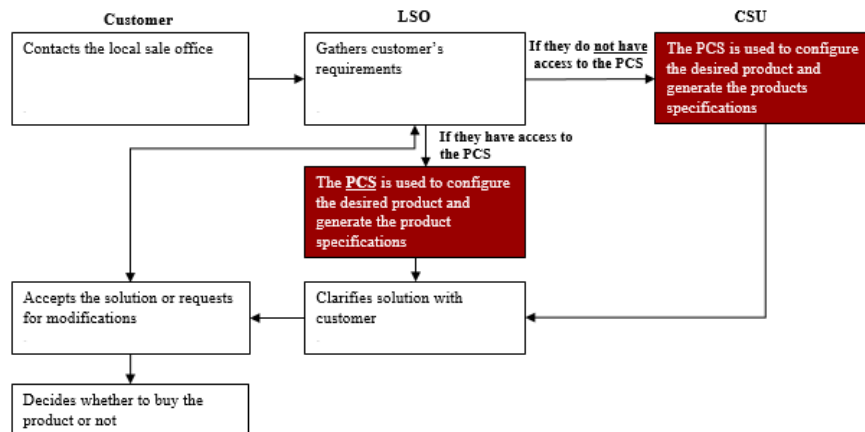 Customer
LSO
CSU
Contacts the local sale office
Gathers customer's
requirements
If they do not have
access to the PCS
The PCS is used to configure
the desired product and
generate the products
specifications
If they have access to
the PCS
The PCS is used to configure
the desired product and
generate the product
specifications
Accepts the solution or requests
for modifications
Clarifies solution with
customer
Decides whether to buy the
product or not